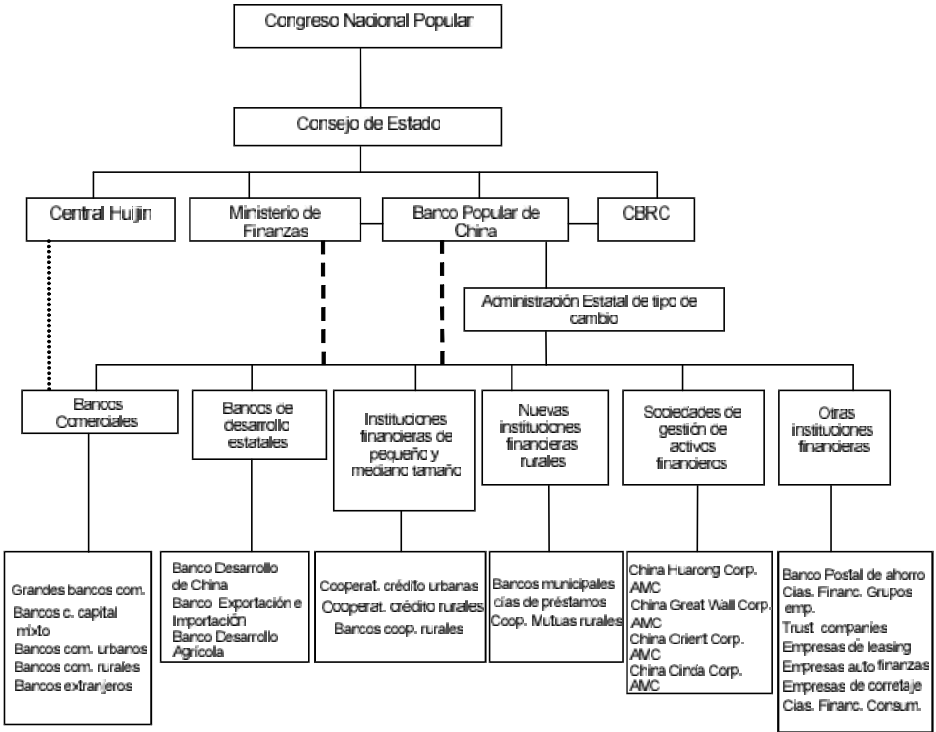 Congreso Nacional Popular
Consejo de Estado
Central Huijin
Ministerio de
Finanzas
Banco Popular de
China
CBRC
Administración Estatal de tipo de
cambio
Bancos
Comerciales
Bancos de
desarrollo
estatales
Instituciones
financieras de
pequeño y
mediano tamaño
Nuevas
instituciones
financieras
rurales
Sociedades de
gestión de
activos
financieros
Otras
instituciones
financieras
Grandes bancos com.
Bancos c. capital
mixto
Bancos com. urbanos
Bancos com. rurales
Bancos extranjeros
Banco Desarrollo
de China
Banco Exportación e
Importación
Banco Desarrollo
Agrícola
Cooperat. crédito urbanas
Cooperat. crédito rurales
Bancos coop. rurales
Bancos municipales
cías de préstamos
Coop. Mutuas rurales
China Huarong Corp.
AMC
China Great Wall Corp.
AMC
China Orient Corp.
AMC
China Cinda Corp.
AMC
Banco Postal de ahorro
Cias. Financ. Grupos
emp.
Trust companies
Empresas de leasing
Empresas auto finanzas
Empresas de corretaje
Cias. Financ. Consum.